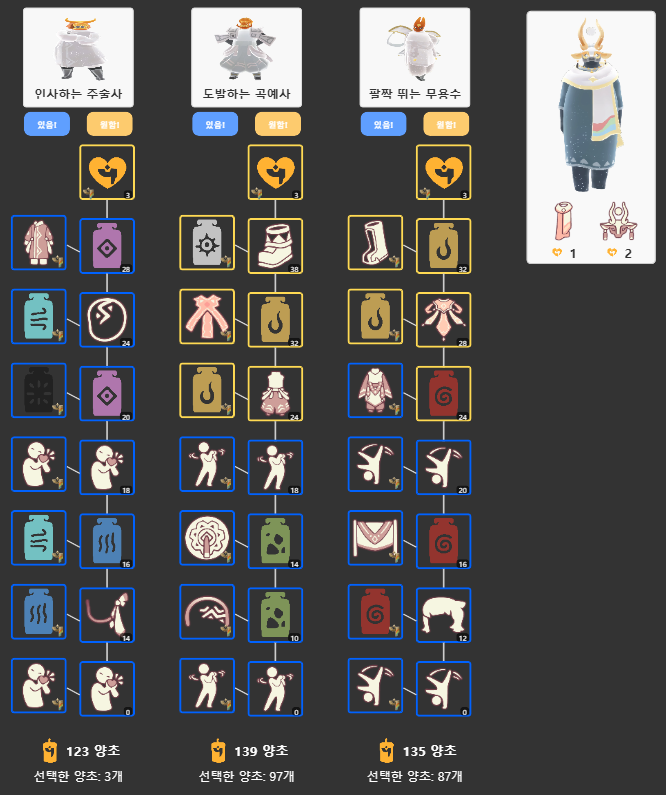 인사하는 주술사
도발하는 곡예사
팔짝 뛰는 무용수
있음!
원함!
있음!
원함!
있음!
원함!
3
3
3
28
38
32
24
32
28
20
24
24
18
18
20
16
14
16
14
10
12
0
0
0
1
2
123 양초
139 양초
135 양초
선택한 양초: 3개
선택한 양초: 97개
선택한 양초: 87개